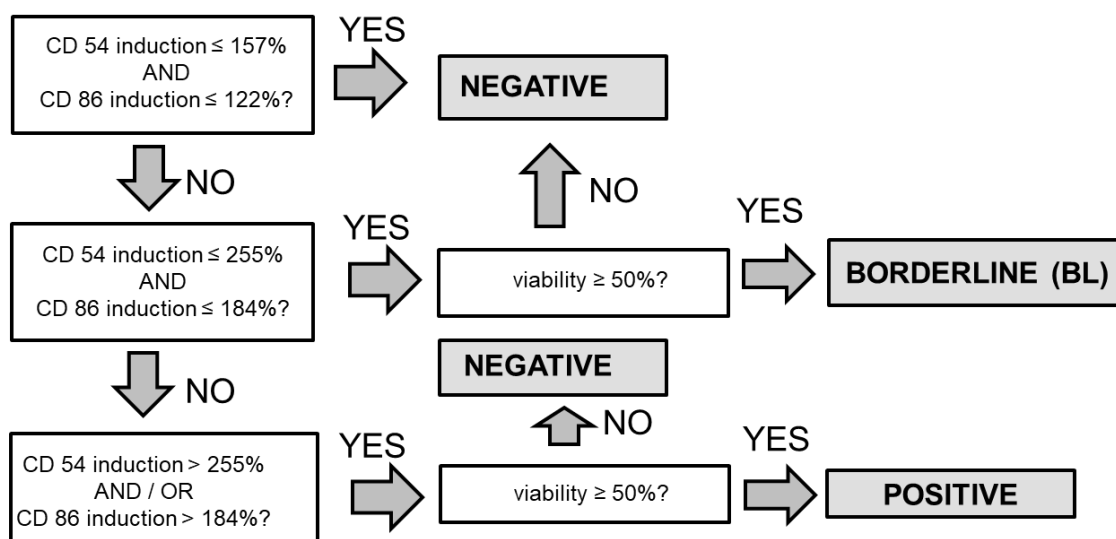 CD 54 induction ≤ 157%
AND
CD 86 induction ≤ 122%?
YES
NEGATIVE
NO
NO
CD 54 induction ≤ 255%
AND
CD 86 induction ≤ 184%?
YES
viability ≥ 50%?
YES
BORDERLINE (BL)
NEGATIVE
NO
NO
CD 54 induction > 255%
AND / OR
CD 86 induction > 184%?
YES
viability ≥ 50%?
YES
POSITIVE